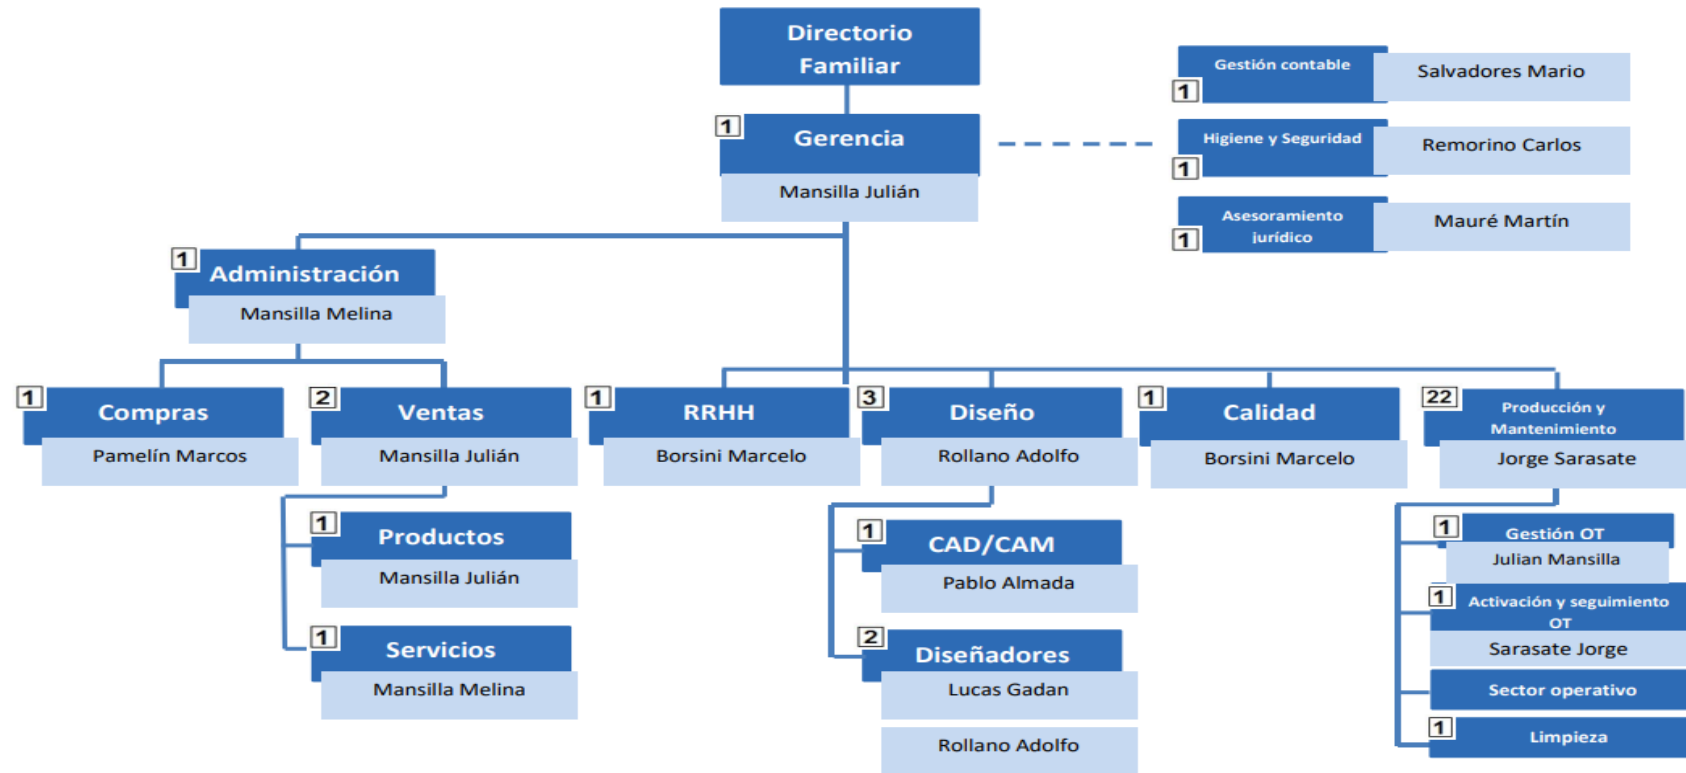 Directorio
Familiar
1
Gerencia
Mansilla Julián
Gestión contable
1
Salvadores Mario
Higiene y Seguridad
1
Remorino Carlos
Asesoramiento
jurídico
1
Mauré Martín
1
Administración
Mansilla Melina
1
Compras
Pamelín Marcos
2
Ventas
Mansilla Julián
1
Productos
Mansilla Julián
1
Servicios
Mansilla Melina
1
RRHH
Borsini Marcelo
3
Diseño
Rollano Adolfo
1
CAD/CAM
Pablo Almada
2
Diseñadores
Lucas Gadan
Rollano Adolfo
1
Calidad
Borsini Marcelo
22
Producción y
Mantenimiento
Jorge Sarasate
1
Gestión OT
Julian Mansilla
1
Activación y seguimiento
OT
Sarasate Jorge
Sector operativo
1
Limpieza